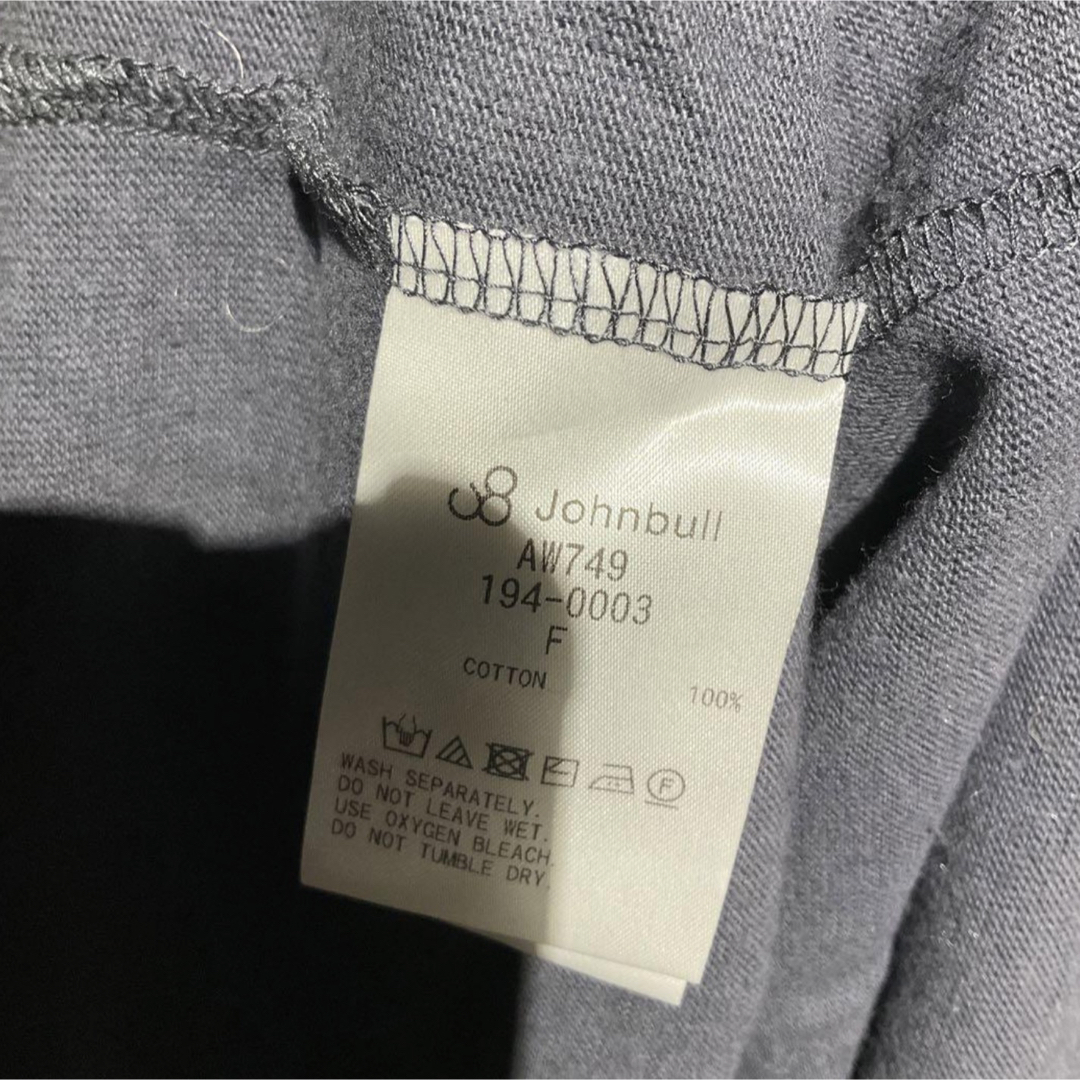 Johnbull
AW749
194-0003
F
COTTON 100%
F
WASH SEPARATELY.
DO NOT LEAVE WET.
USE OXYGEN BLEACH.
DO NOT TUMBLE DRY.